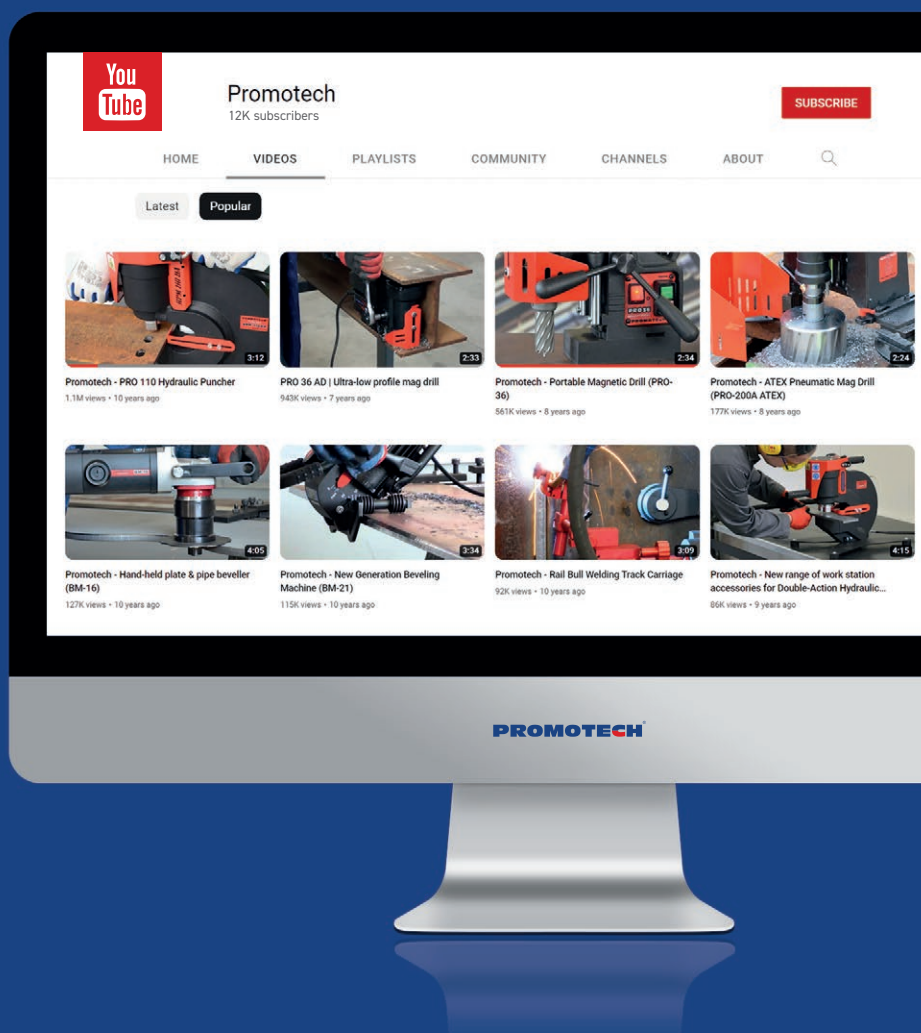 You
Tube
Promotech
12K subscribers
SUBSCRIBE
HOME VIDEOS PLAYLISTS COMMUNITY CHANNELS ABOUT
Latest Popular
3:12 2:33 2:34 2:24
Promotech - PRO 110 Hydraulic Puncher
1.1M views • 10 years ago
PRO 36 AD | Ultra-low profile mag drill
943K views • 7 years ago
Promotech - Portable Magnetic Drill (PRO-
36)
561K views • 8 years ago
Promotech - ATEX Pneumatic Mag Drill
(PRO-200A ATEX)
177K views • 8 years ago
4:05 3:34 3:09 4:15
Promotech - Hand-held plate & pipe beveller
(BM-16)
127K views • 10 years ago
Promotech - New Generation Beveling
Machine (BM-21)
115K views • 10 years ago
Promotech - Rail Bull Welding Track Carriage
92K views • 10 years ago
Promotech - New range of work station
accessories for Double-Action Hydraulic...
86K views • 9 years ago
PROMOTECH